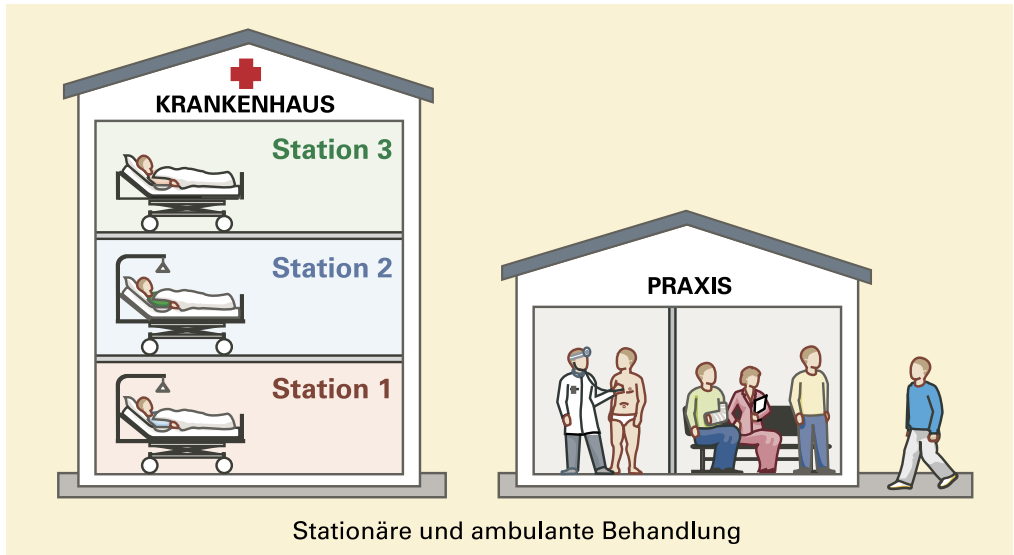 KRANKENHAUS
Station 3
Station 2
Station 1
PRAXIS
Stationäre und ambulante Behandlung